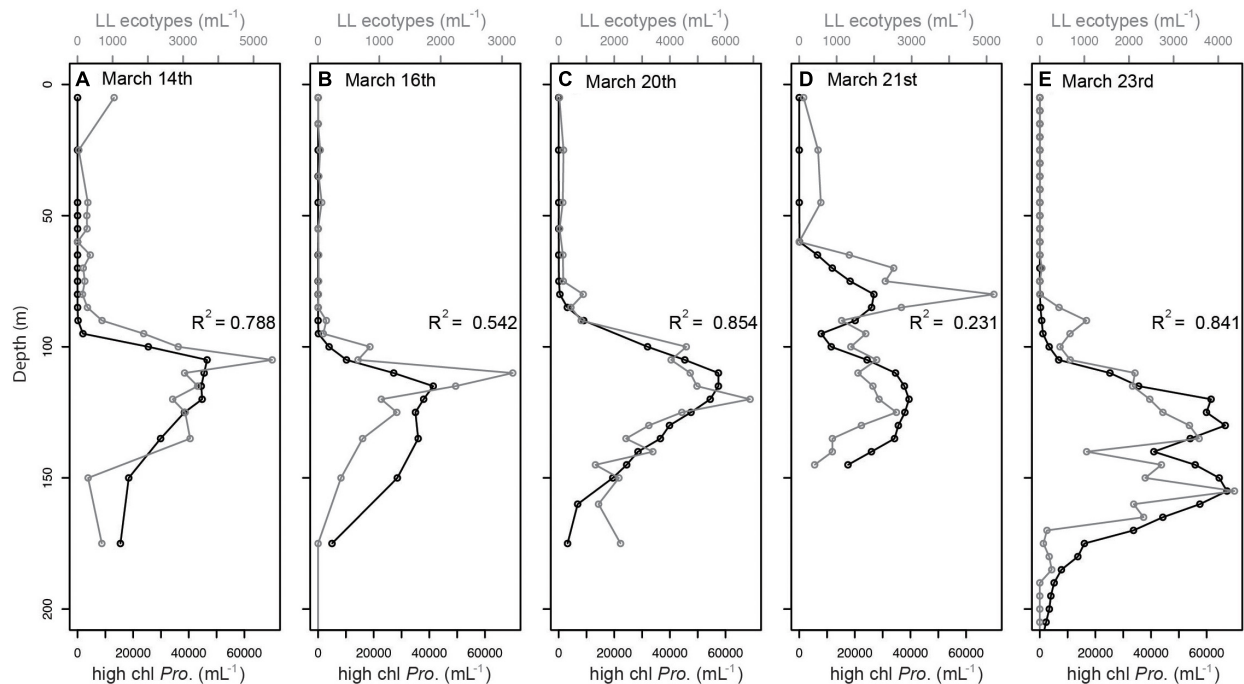 LL ecotypes (mL⁻¹) LL ecotypes (mL⁻¹) LL ecotypes (mL⁻¹) LL ecotypes (mL⁻¹) LL ecotypes (mL⁻¹)
0 1000 3000 5000 0 1000 2000 3000 0 2000 4000 6000 0 1000 3000 5000 0 1000 2000 3000 4000
A March 14th B March 16th C March 20th D March 21st E March 23rd
0
50
R² = 0.788 R² = 0.542 R² = 0.854 R² = 0.231 R² = 0.841
100
Depth (m)
150
200
0 20000 40000 60000 0 20000 40000 60000 0 20000 40000 60000 0 20000 40000 60000 0 20000 40000 60000
high chl Pro. (mL⁻¹) high chl Pro. (mL⁻¹) high chl Pro. (mL⁻¹) high chl Pro. (mL⁻¹) high chl Pro. (mL⁻¹)